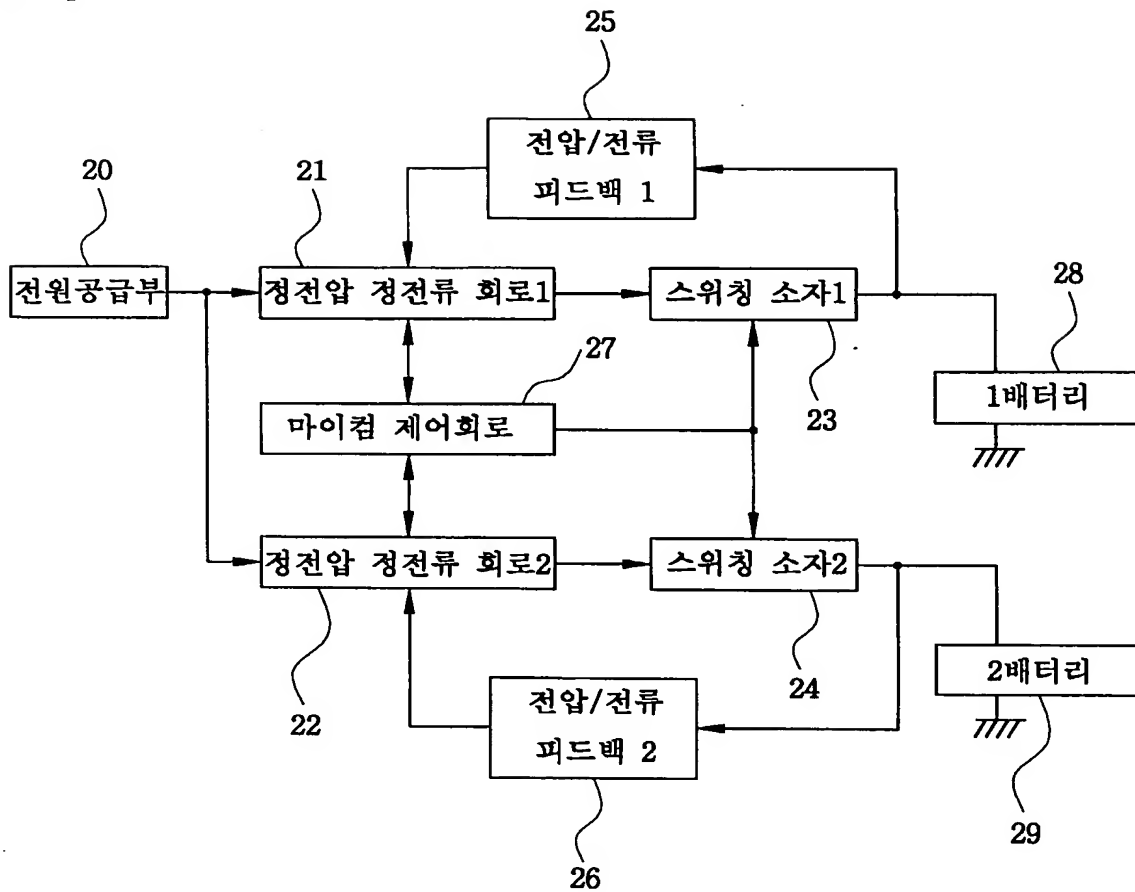 25
전압/전류
피드백 1
20
21
전원공급부
정전압 정전류 회로1
스위칭 소자1
28
27
23
1배터리
마이컴 제어회로
정전압 정전류 회로2
스위칭 소자2
22
24
2배터리
전압/전류
피드백 2
29
26